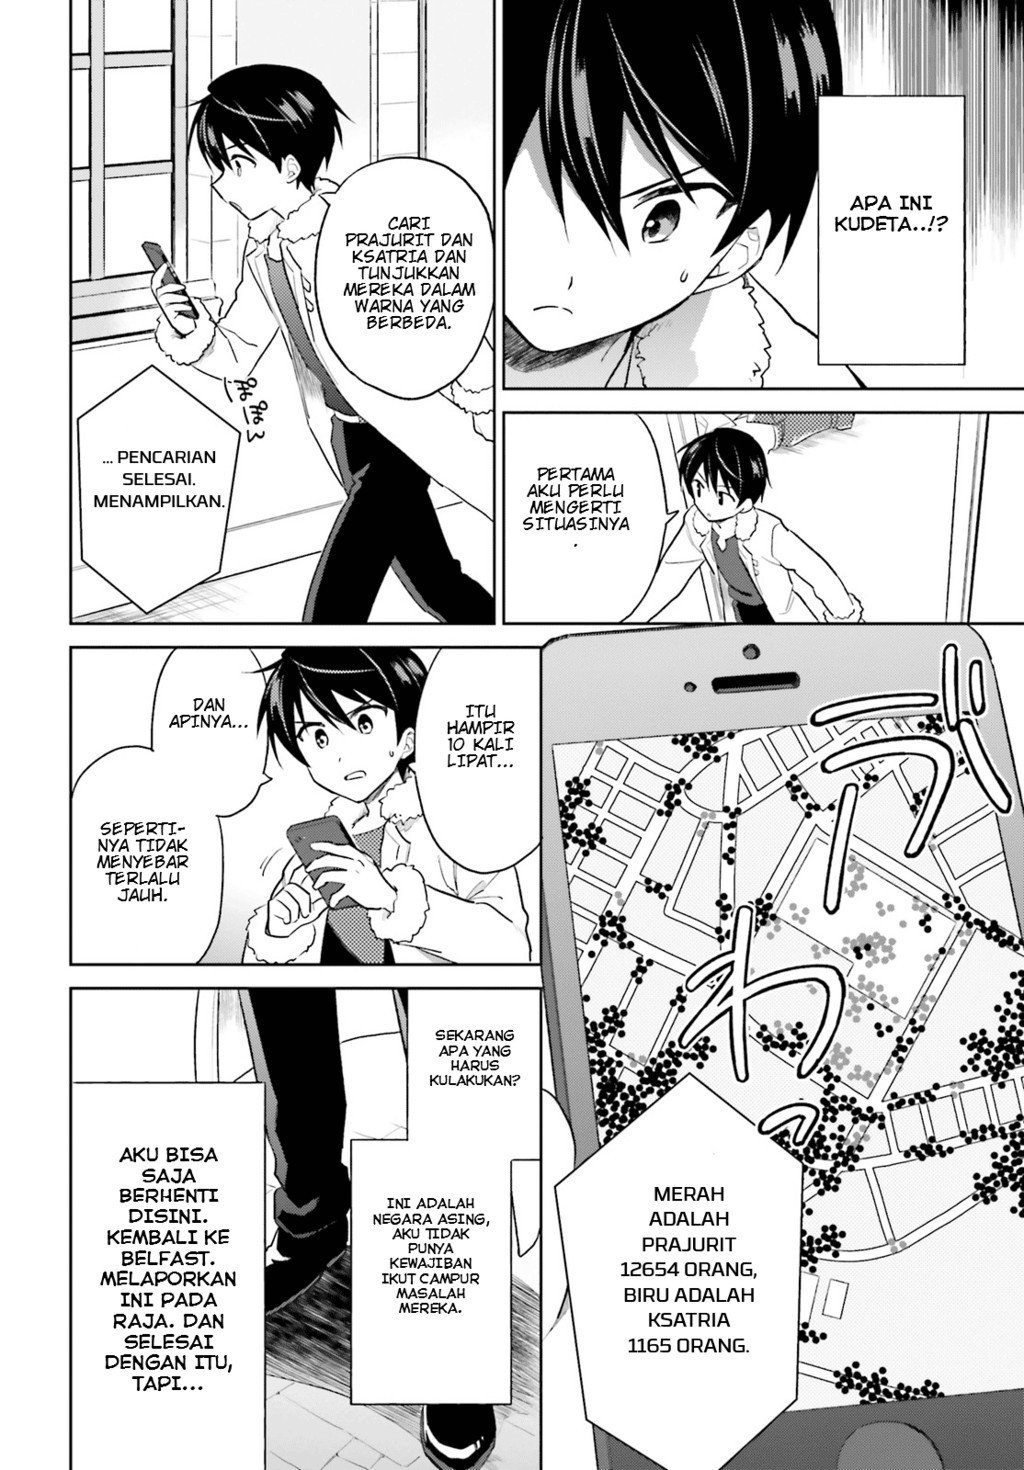 APA INI
KUDETA..!?
PERTAMA
AKU PERLU
MENGERTI
SITUASINYA
.
CARI
PRAJURIT DAN
KSATRIA DAN
TUNJUKKAN
MEREKA DALAM
WARNA YANG
BERBEDA.
... PENCARIAN
SELESAI.
MENAMPILKAN.
ぶわっ
MERAH
ADALAH
PRAJURIT
12654 ORANG,
BIRU ADALAH
KSATRIA
1165 ORANG.
ITU
HAMPIR
10 KALI
LIPAT...
DAN
APINYA...
SEPERTI-
NYA TIDAK
MENYEBAR
TERLALU
JAUH.
SEKARANG
APA YANG
HARUS
KULAKUKAN?
INI ADALAH
NEGARA ASING,
AKU TIDAK
PUNYA
KEWAJIBAN
IKUT CAMPUR
MASALAH
MEREKA.
AKU BISA
SAJA
BERHENTI
DISINI.
KEMBALI KE
BELFAST.
MELAPORKAN
INI PADA
RAJA. DAN
SELESAI
DENGAN ITU,
TAPI...